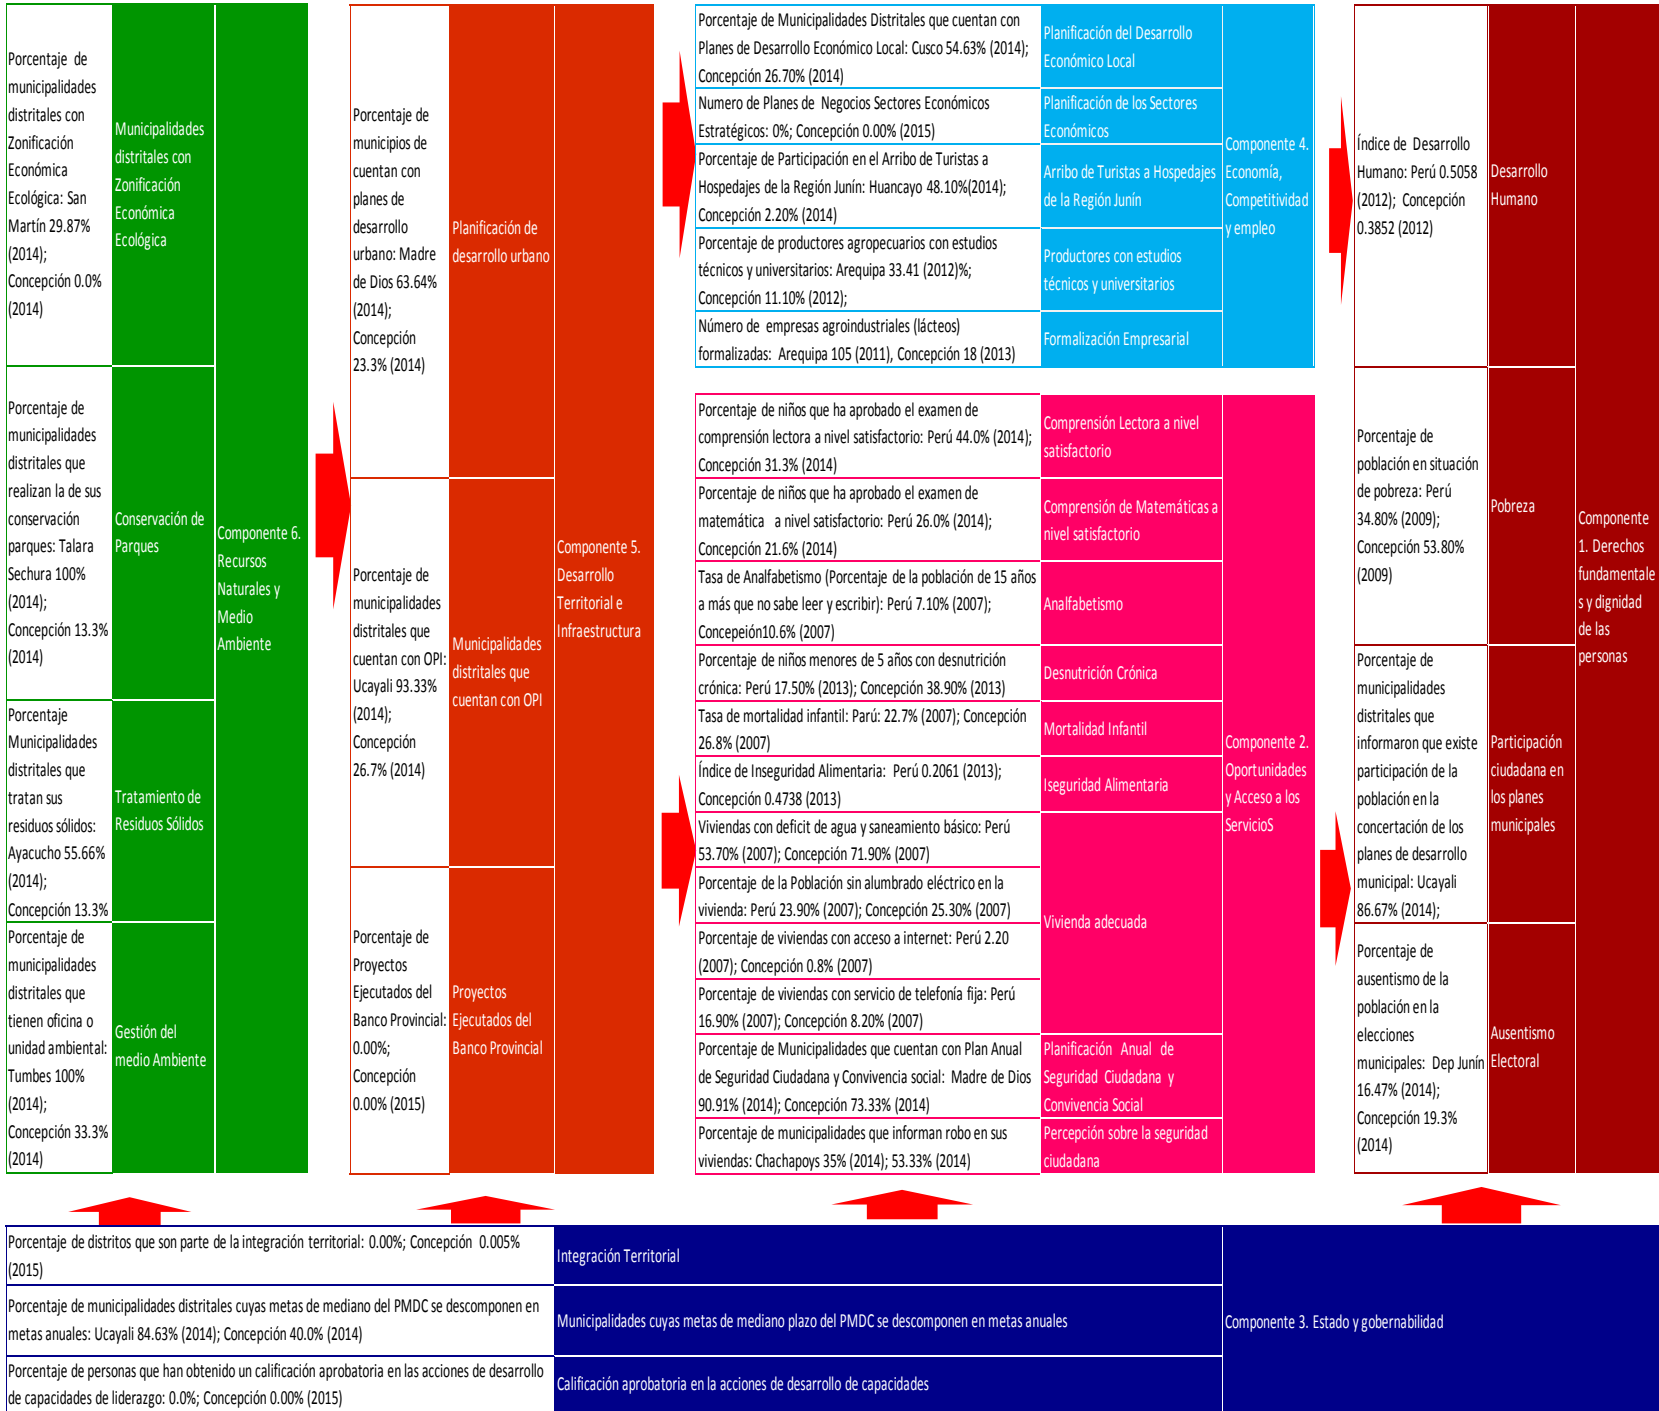 Porcentaje de
municipalidades
distritales con
Zonificación
Económica
Ecológica: San
Martín 29.87%
(2014);
Concepción 0.0%
(2014)
Municipalidades
distritales con
Zonificación
Económica
Ecológica
Porcentaje de
municipalidades
distritales que
realizan la de sus
conservación
parques: Talara
Sechura 100%
(2014);
Concepción 13.3%
(2014)
Conservación de
Parques
Porcentaje
Municipalidades
distritales que
tratan sus
residuos sólidos:
Ayacucho 55.66%
(2014);
Concepción 13.3%
Tratamiento de
Residuos Sólidos
Porcentaje de
municipalidades
distritales que
tienen oficina o
unidad ambiental:
Tumbes 100%
(2014);
Concepción 33.3%
(2014)
Gestión del
medio Ambiente
Componente 6.
Recursos
Naturales y
Medio
Ambiente
Porcentaje de
municipios de
cuentan con
planes de
desarrollo
urbano: Madre
de Dios 63.64%
(2014);
Concepción
23.3% (2014)
Planificación de
desarrollo urbano
Porcentaje de
municipalidades
distritales que
cuentan con OPI:
Ucayali 93.33%
(2014);
Concepción
26.7% (2014)
Municipalidades
distritales que
cuentan con OPI
Porcentaje de
Proyectos
Ejecutados del
Banco Provincial:
0.00%;
Concepción
0.00% (2015)
Proyectos
Ejecutados del
Banco Provincial
Componente 5.
Desarrollo
Territorial e
Infraestructura
Porcentaje de Municipalidades Distritales que cuentan con
Planes de Desarrollo Económico Local: Cusco 54.63% (2014);
Concepción 26.70% (2014)
Planificación del Desarrollo
Económico Local
Numero de Planes de Negocios Sectores Económicos
Estratégicos: 0%; Concepción 0.00% (2015)
Planificación de los Sectores
Económicos
Porcentaje de Participación en el Arribo de Turistas a
Hospedajes de la Región Junín: Huancayo 48.10%(2014);
Concepción 2.20% (2014)
Arribo de Turistas a Hospedajes
de la Región Junín
Porcentaje de productores agropecuarios con estudios
técnicos y universitarios: Arequipa 33.41 (2012)%;
Concepción 11.10% (2012);
Productores con estudios
técnicos y universitarios
Número de empresas agroindustriales (lácteos)
formalizadas: Arequipa 105 (2011), Concepción 18 (2013)
Formalización Empresarial
Componente 4.
Economía,
Competitividad
y empleo
Porcentaje de niños que ha aprobado el examen de
comprensión lectora a nivel satisfactorio: Perú 44.0% (2014);
Concepción 31.3% (2014)
Comprensión Lectora a nivel
satisfactorio
Porcentaje de niños que ha aprobado el examen de
matemática a nivel satisfactorio: Perú 26.0% (2014);
Concepción 21.6% (2014)
Comprensión de Matemáticas a
nivel satisfactorio
Tasa de Analfabetismo (Porcentaje de la población de 15 años
a más que no sabe leer y escribir): Perú 7.10% (2007);
Concepeión10.6% (2007)
Analfabetismo
Porcentaje de niños menores de 5 años con desnutrición
crónica: Perú 17.50% (2013); Concepción 38.90% (2013)
Desnutrición Crónica
Tasa de mortalidad infantil: Parú: 22.7% (2007); Concepción
26.8% (2007)
Mortalidad Infantil
Índice de Inseguridad Alimentaria: Perú 0.2061 (2013);
Concepción 0.4738 (2013)
Iseguridad Alimentaria
Viviendas con deficit de agua y saneamiento básico: Perú
53.70% (2007); Concepción 71.90% (2007)
Porcentaje de la Población sin alumbrado eléctrico en la
vivienda: Perú 23.90% (2007); Concepción 25.30% (2007)
Porcentaje de viviendas con acceso a internet: Perú 2.20
(2007); Concepción 0.8% (2007)
Porcentaje de viviendas con servicio de telefonía fija: Perú
16.90% (2007); Concepción 8.20% (2007)
Vivienda adecuada
Porcentaje de Municipalidades que cuentan con Plan Anual
de Seguridad Ciudadana y Convivencia social: Madre de Dios
90.91% (2014); Concepción 73.33% (2014)
Planificación Anual de
Seguridad Ciudadana y
Convivencia Social
Porcentaje de municipalidades que informan robo en sus
viviendas: Chachapoys 35% (2014); 53.33% (2014)
Percepción sobre la seguridad
ciudadana
Componente 2.
Oportunidades
y Acceso a los
ServicioS
Índice de Desarrollo
Humano: Perú 0.5058
(2012); Concepción
0.3852 (2012)
Desarrollo
Humano
Porcentaje de
población en situación
de pobreza: Perú
34.80% (2009);
Concepción 53.80%
(2009)
Pobreza
Porcentaje de
municipalidades
distritales que
informaron que existe
participación de la
población en la
concertación de los
planes de desarrollo
municipal: Ucayali
86.67% (2014);
Participación
ciudadana en
los planes
municipales
Porcentaje de
ausentismo de la
población en la
elecciones
municipales: Dep Junín
16.47% (2014);
Concepción 19.3%
(2014)
Ausentismo
Electoral
Componente
1. Derechos
fundamentale
s y dignidad
de las
personas
Porcentaje de distritos que son parte de la integración territorial: 0.00%; Concepción 0.005%
(2015)
Integración Territorial
Porcentaje de municipalidades distritales cuyas metas de mediano del PMDC se descomponen en
metas anuales: Ucayali 84.63% (2014); Concepción 40.0% (2014)
Municipalidades cuyas metas de mediano plazo del PMDC se descomponen en metas anuales
Porcentaje de personas que han obtenido un calificación aprobatoria en las acciones de desarrollo
de capacidades de liderazgo: 0.0%; Concepción 0.00% (2015)
Calificación aprobatoria en la acciones de desarrollo de capacidades
Componente 3. Estado y gobernabilidad